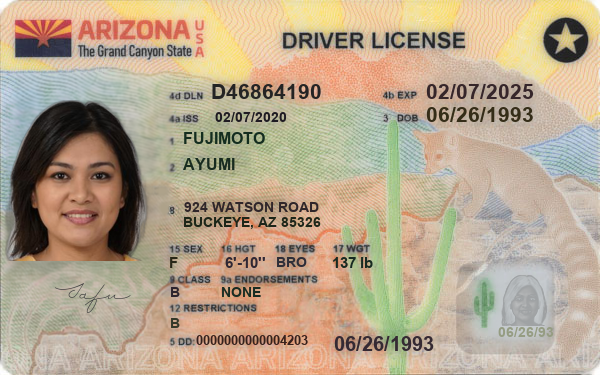 ARIZONA USA
The Grand Canyon State
DRIVER LICENSE
4d DLN D46864190
4b EXP 02/07/2025
4a ISS 02/07/2020
3 DOB 06/26/1993
1 FUJIMOTO
2 AYUMI
8 924 WATSON ROAD
BUCKEYE, AZ 85326
15 SEX 16 HGT 18 EYES 17 WGT
F 6'-10" BRO 137 lb
9 CLASS 9a ENDORSEMENTS
B NONE
12 RESTRICTIONS
B
5 DD: 0000000000004203
06/26/1993
06/26/93
ARIZONA ARIZONA ARIZONA ARIZONA